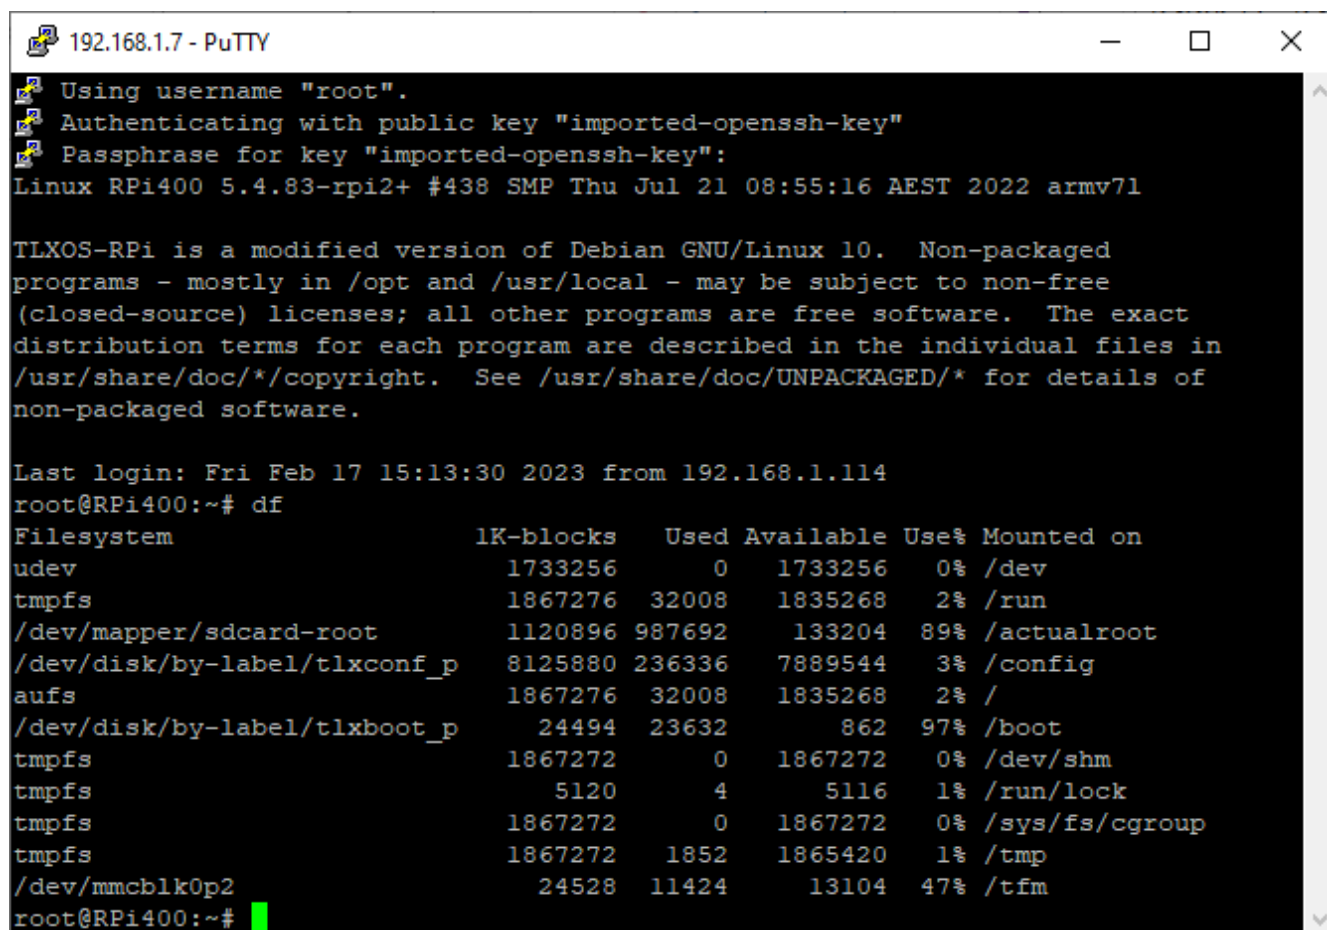 192.168.1.7 - PuTTY
Using username "root".
Authenticating with public key "imported-openssh-key"
Passphrase for key "imported-openssh-key":
Linux RPi400 5.4.83-rpi2+ #438 SMP Thu Jul 21 08:55:16 AEST 2022 armv7l

TLXOS-RPi is a modified version of Debian GNU/Linux 10.  Non-packaged
programs - mostly in /opt and /usr/local - may be subject to non-free
(closed-source) licenses; all other programs are free software.  The exact
distribution terms for each program are described in the individual files in
/usr/share/doc/*/copyright.  See /usr/share/doc/UNPACKAGED/* for details of
non-packaged software.

Last login: Fri Feb 17 15:13:30 2023 from 192.168.1.114
root@RPi400:~# df
Filesystem                   1K-blocks   Used Available Use% Mounted on
udev                           1733256      0   1733256   0% /dev
tmpfs                          1867276  32008   1835268   2% /run
/dev/mapper/sdcard-root        1120896 987692    133204  89% /actualroot
/dev/disk/by-label/tlxconf_p   8125880 236336   7889544   3% /config
aufs                           1867276  32008   1835268   2% /
/dev/disk/by-label/tlxboot_p     24494  23632       862  97% /boot
tmpfs                          1867272      0   1867272   0% /dev/shm
tmpfs                             5120      4      5116   1% /run/lock
tmpfs                          1867272      0   1867272   0% /sys/fs/cgroup
tmpfs                          1867272   1852   1865420   1% /tmp
/dev/mmcblk0p2                   24528  11424     13104  47% /tfm
root@RPi400:~#